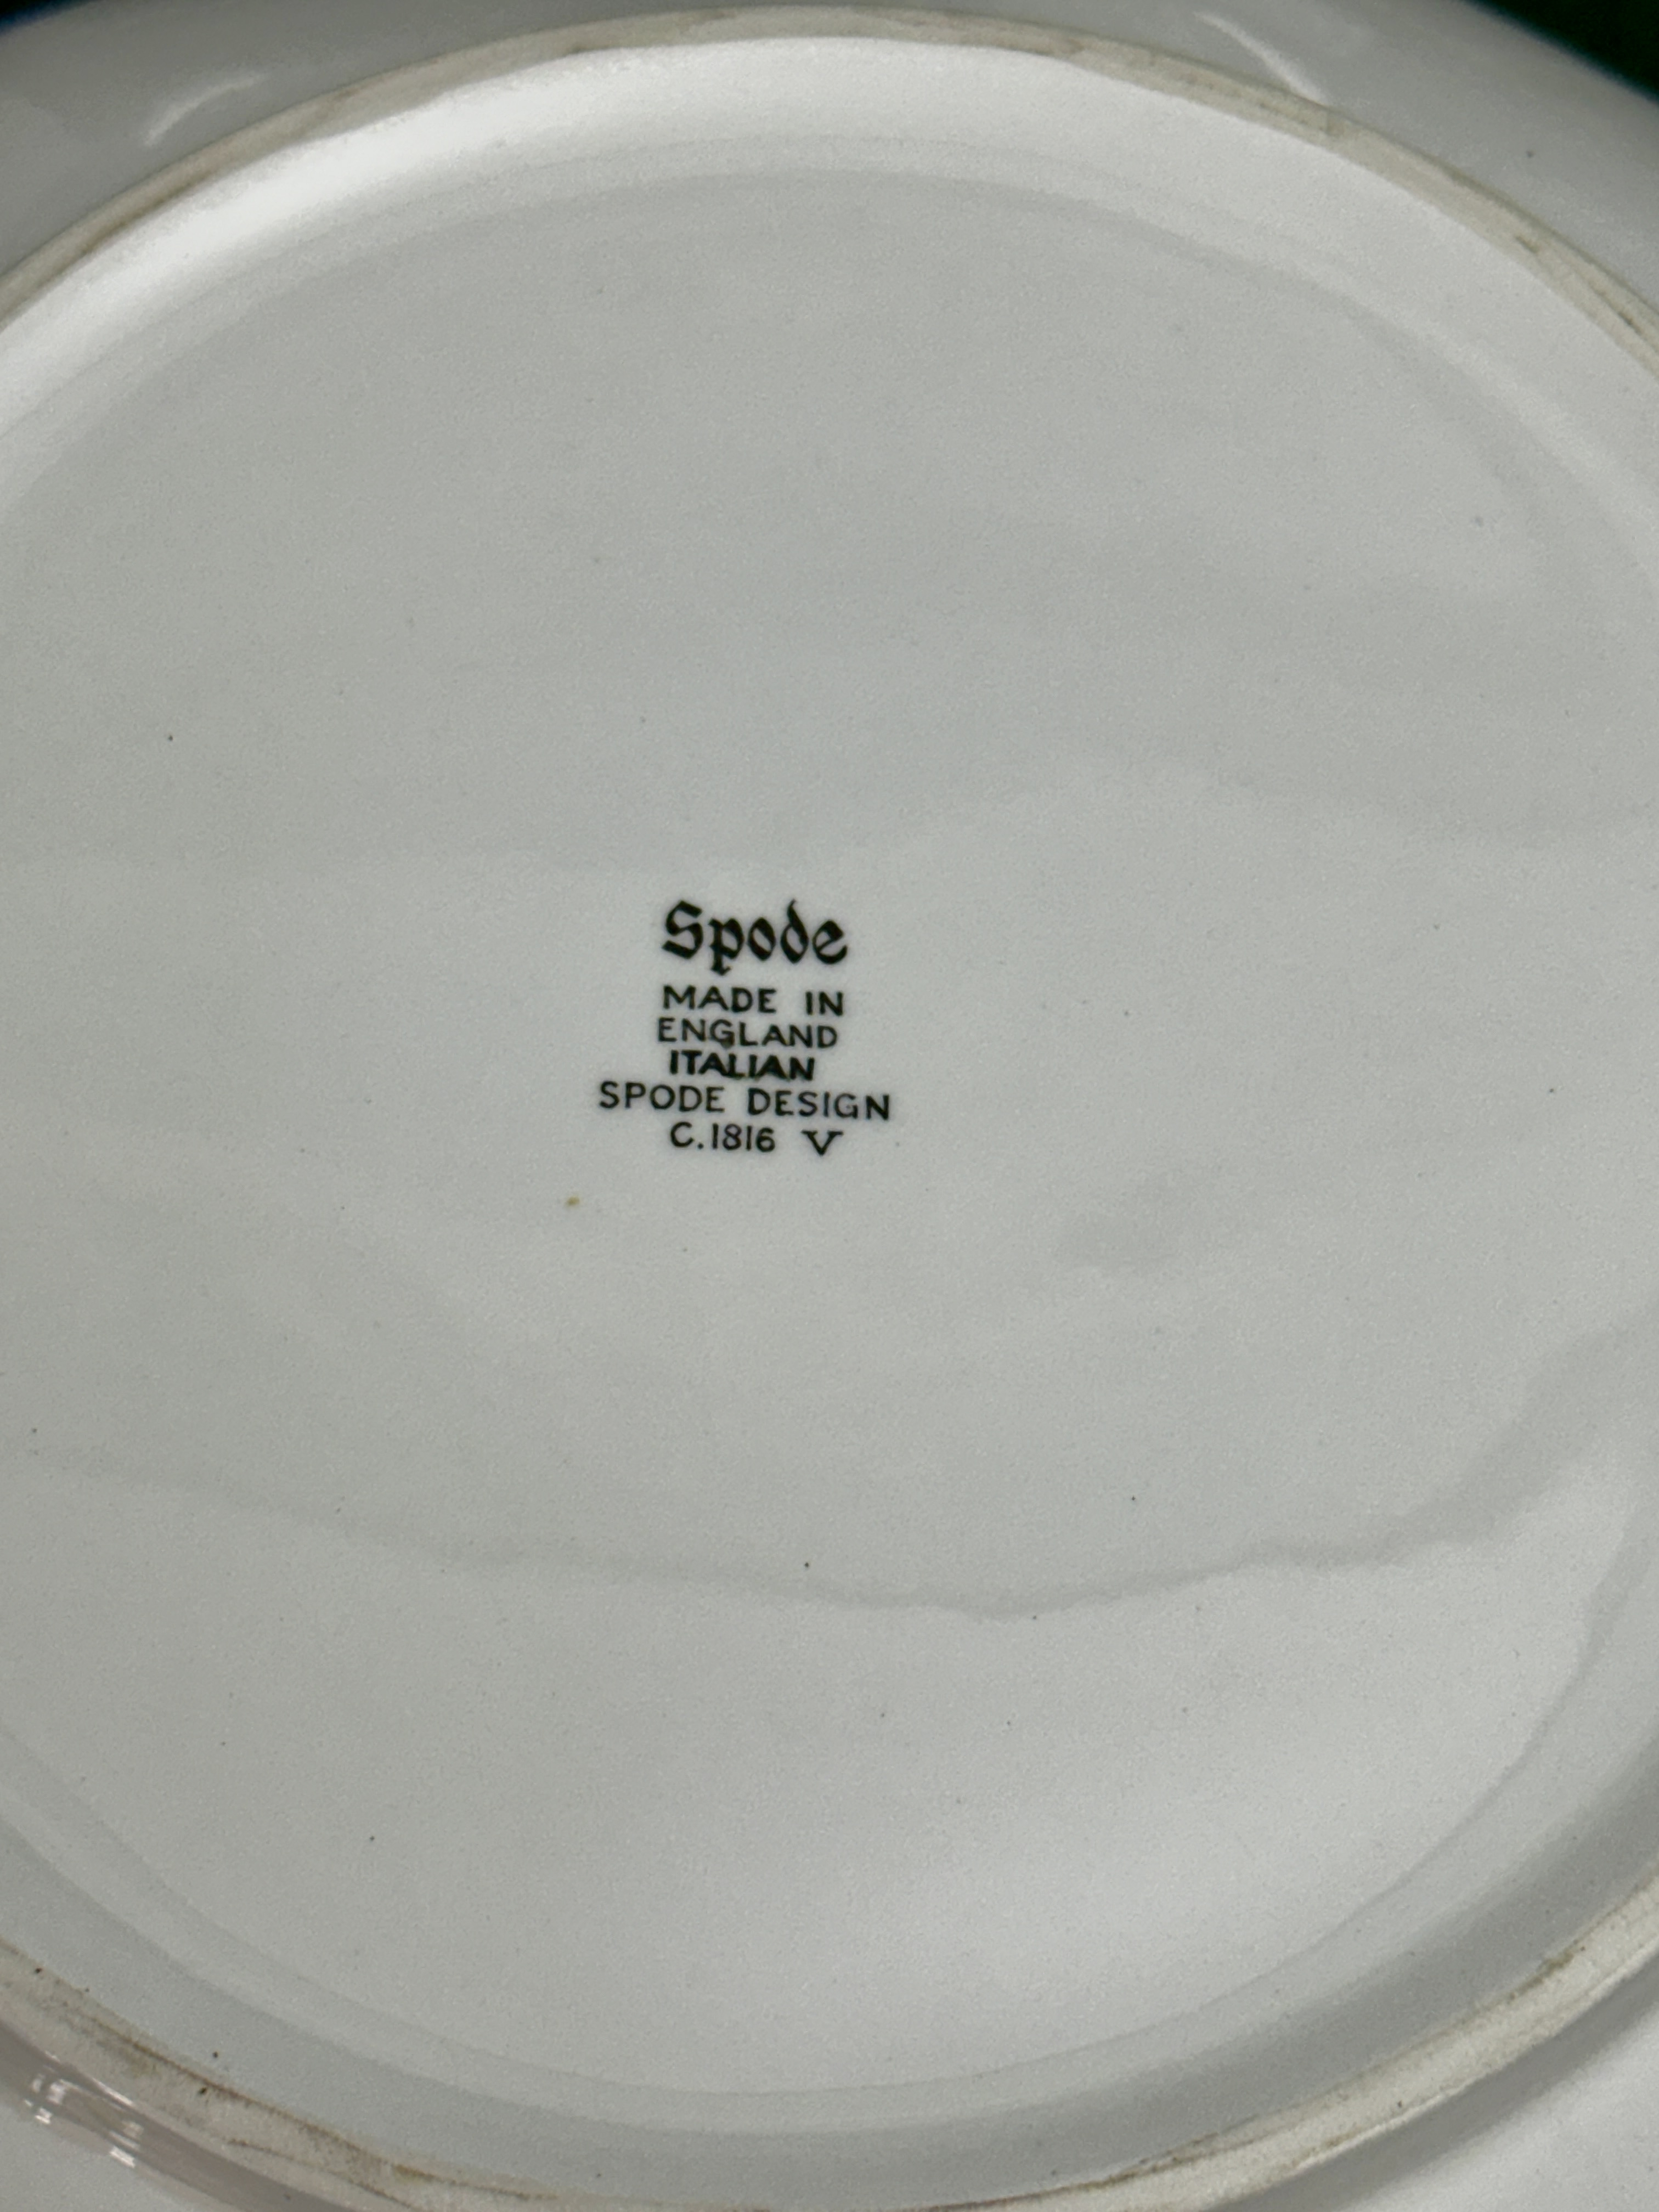 Spode
MADE IN
ENGLAND
ITALIAN
SPODE DESIGN
C.1816 V